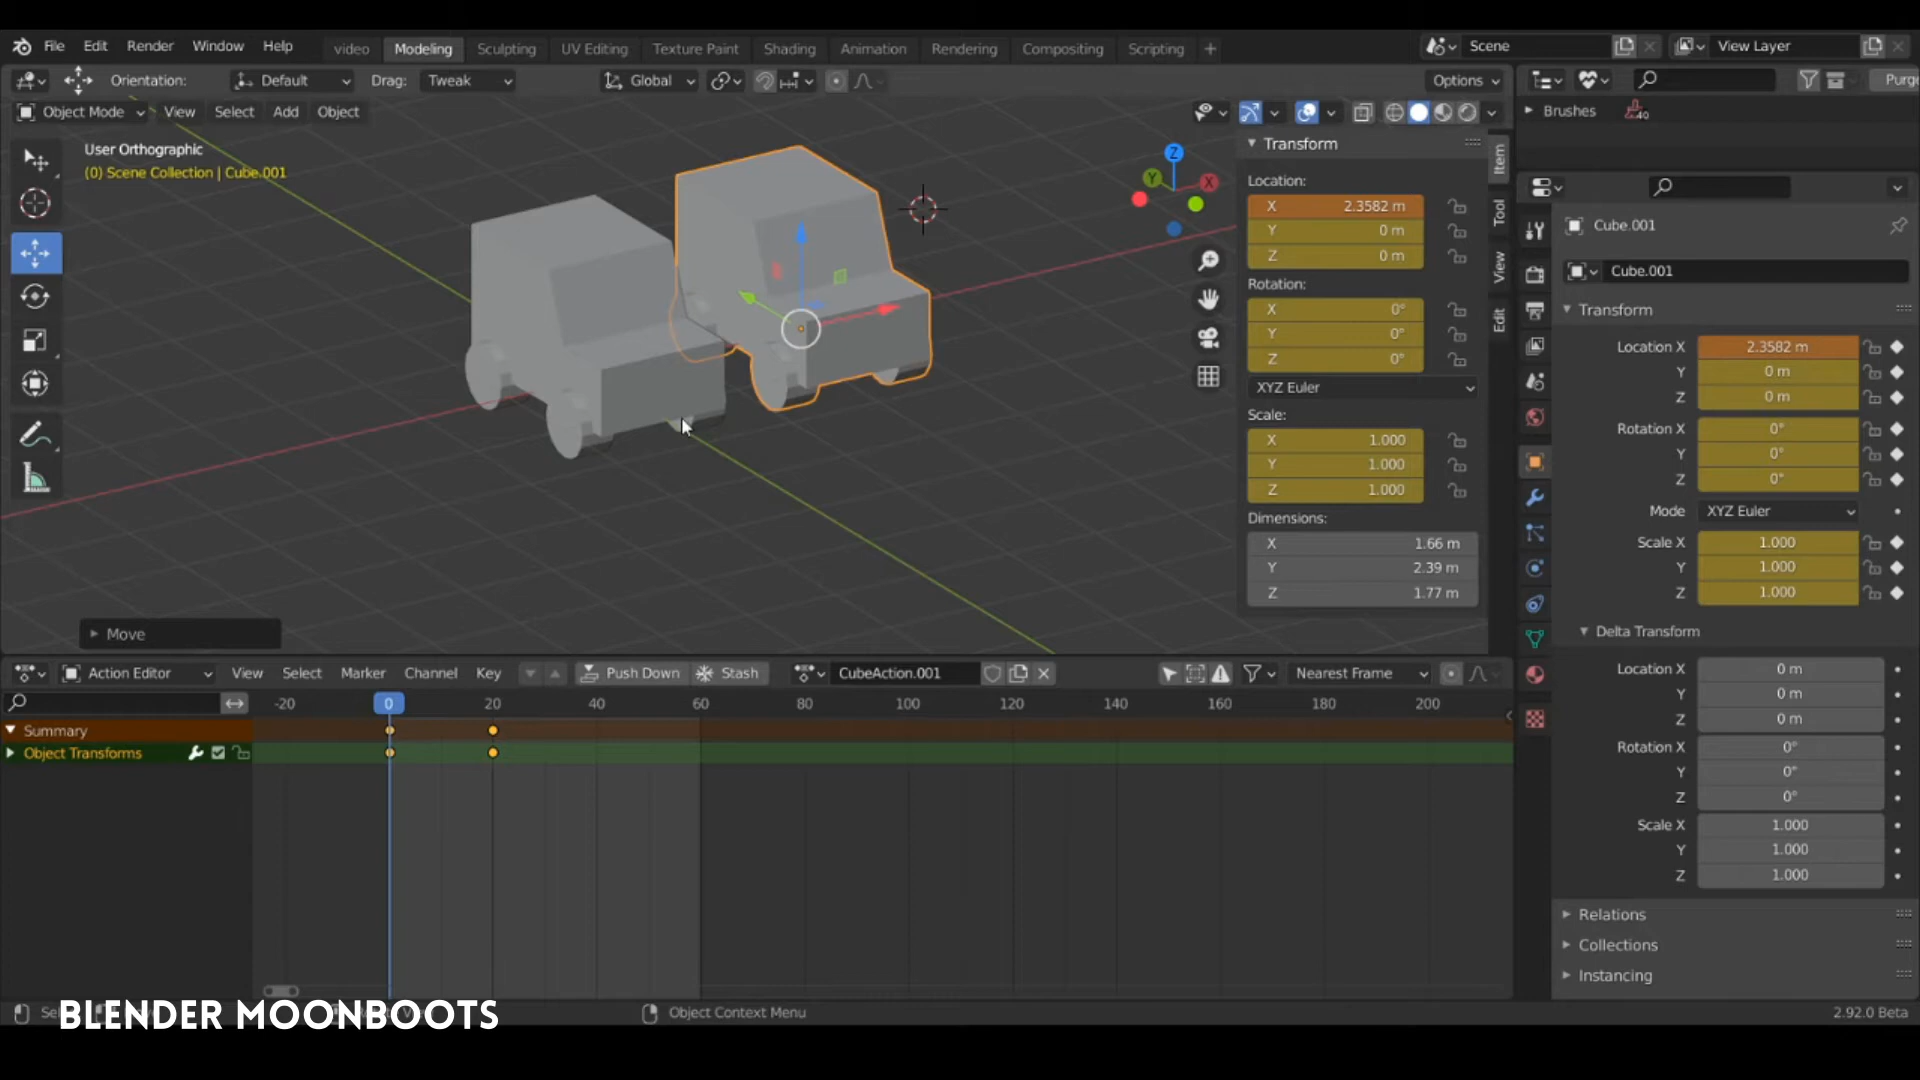 File Edit Render Window Help video Modeling Sculpting UV Editing Texture Paint Shading Animation Rendering Compositing Scripting + Scene View Layer
Orientation: Default Drag: Tweak Global Options Purg
Object Mode View Select Add Object
Brushes 40
User Orthographic
(0) Scene Collection | Cube.001
Z
Y
X
Transform
Location:
X 2.3582 m
Y 0 m
Z 0 m
Rotation:
X 0°
Y 0°
Z 0°
XYZ Euler
Scale:
X 1.000
Y 1.000
Z 1.000
Dimensions:
X 1.66 m
Y 2.39 m
Z 1.77 m
Item
Tool
View
Edit
Cube.001
Cube.001
Transform
Location X 2.3582 m
Y 0 m
Z 0 m
Rotation X 0°
Y 0°
Z 0°
Mode XYZ Euler
Scale X 1.000
Y 1.000
Z 1.000
Delta Transform
Location X 0 m
Y 0 m
Z 0 m
Rotation X 0°
Y 0°
Z 0°
Scale X 1.000
Y 1.000
Z 1.000
Relations
Collections
Instancing
Move
Action Editor View Select Marker Channel Key Push Down Stash CubeAction.001 Nearest Frame
-20 0 20 40 60 80 100 120 140 160 180 200
Summary
Object Transforms
BLENDER MOONBOOTS
Object Context Menu
2.92.0 Beta